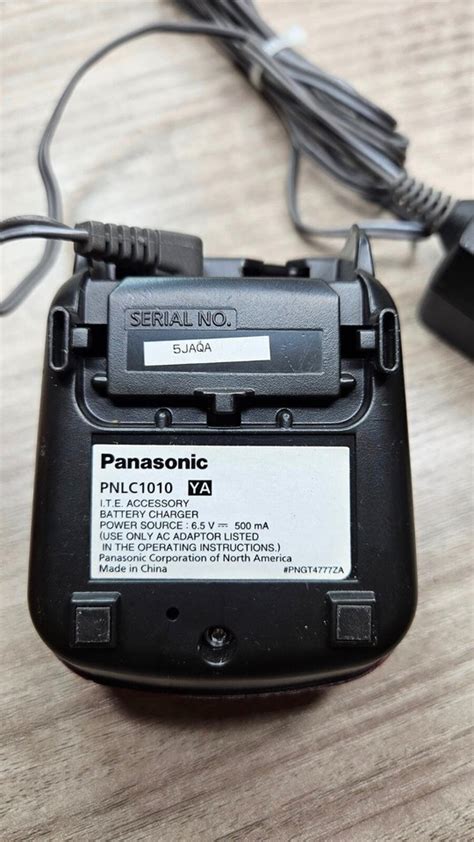 SERIAL NO.
5JAQA
Panasonic
PNLC1010 YA
I.T.E. ACCESSORY
BATTERY CHARGER
POWER SOURCE : 6.5 V ⎓ 500 mA
(USE ONLY AC ADAPTOR LISTED
IN THE OPERATING INSTRUCTIONS.)
Panasonic Corporation of North America
Made in China #PNGT4777ZA